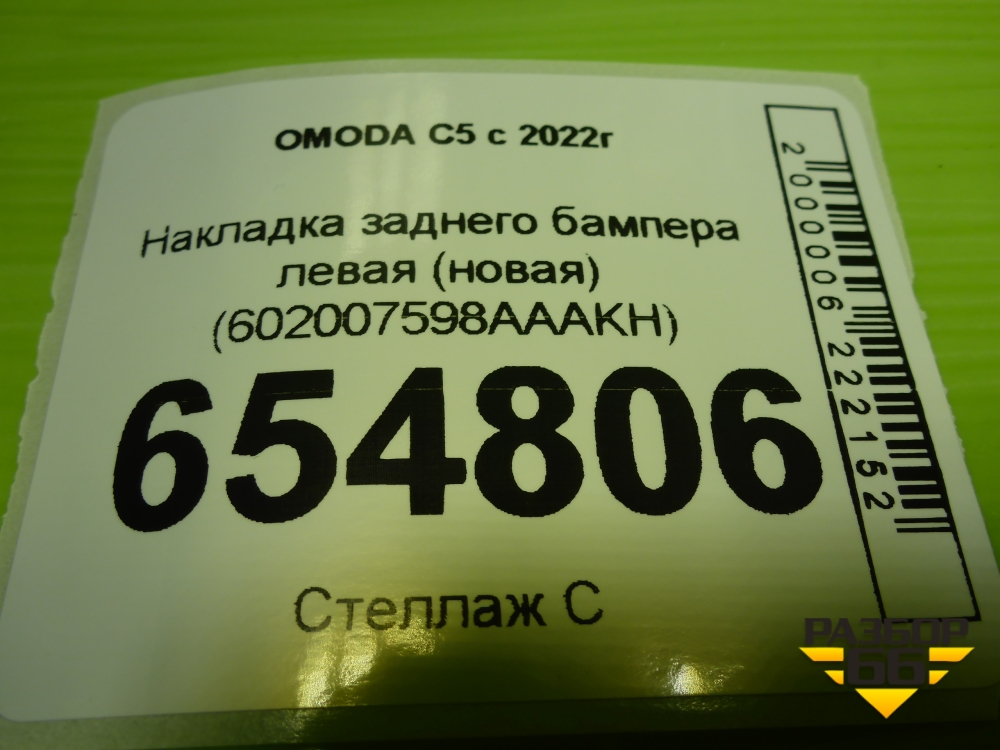 OMODA C5 с 2022г
Накладка заднего бампера
левая (новая)
(602007598AAAKH)
654806
Стеллаж С
2000006222152
РАЗБОР
66